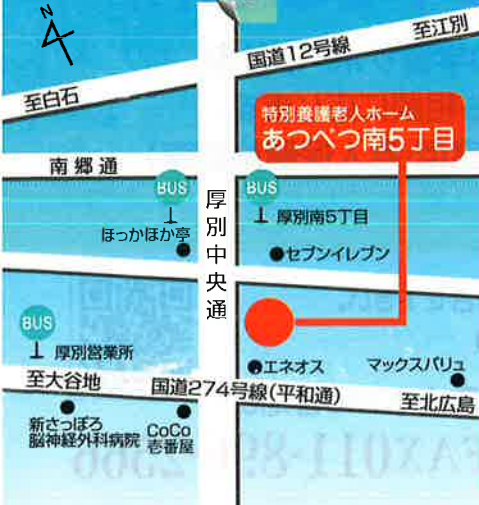 N
至江別
国道12号線
至白石
特別養護老人ホーム
あつべつ南5丁目
南郷通
BUS
BUS
厚別中央通
厚別南5丁目
ほっかほか亭
セブンイレブン
BUS
厚別営業所
エネオス
マックスバリュ
至大谷地
国道274号線(平和通)
至北広島
新さっぽろ
脳神経外科病院
CoCo
壱番屋